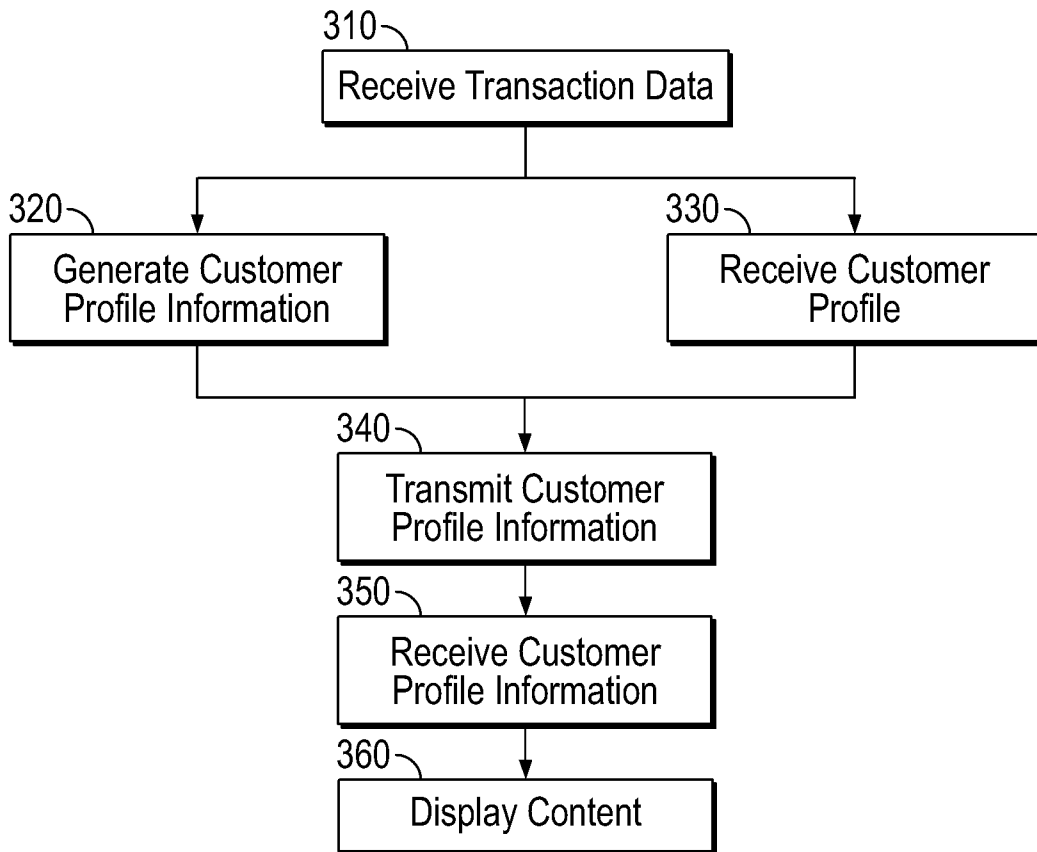 310
Receive Transaction Data
320
Generate Customer
Profile Information
330
Receive Customer
Profile
340
Transmit Customer
Profile Information
350
Receive Customer
Profile Information
360
Display Content